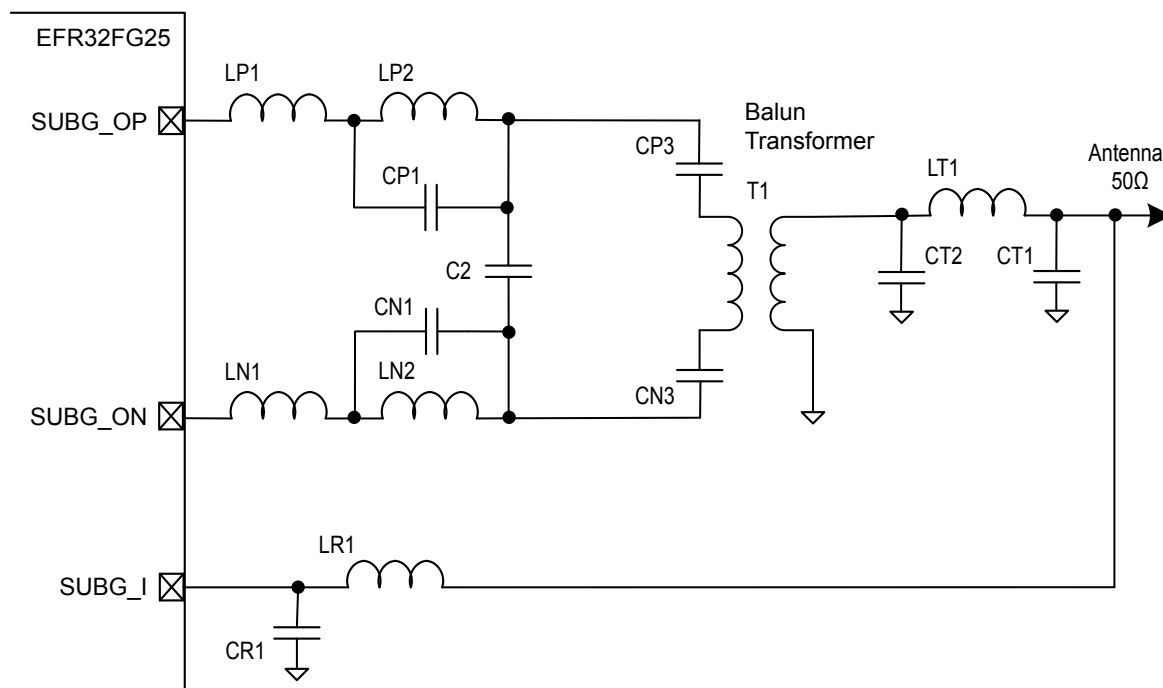 EFR32FG25
SUBG_OP
LP1
LP2
CP1
C2
CN1
LN1
LN2
SUBG_ON
CP3
Balun
Transformer
T1
CN3
LT1
CT2
CT1
Antenna
50Ω
LR1
SUBG_I
CR1